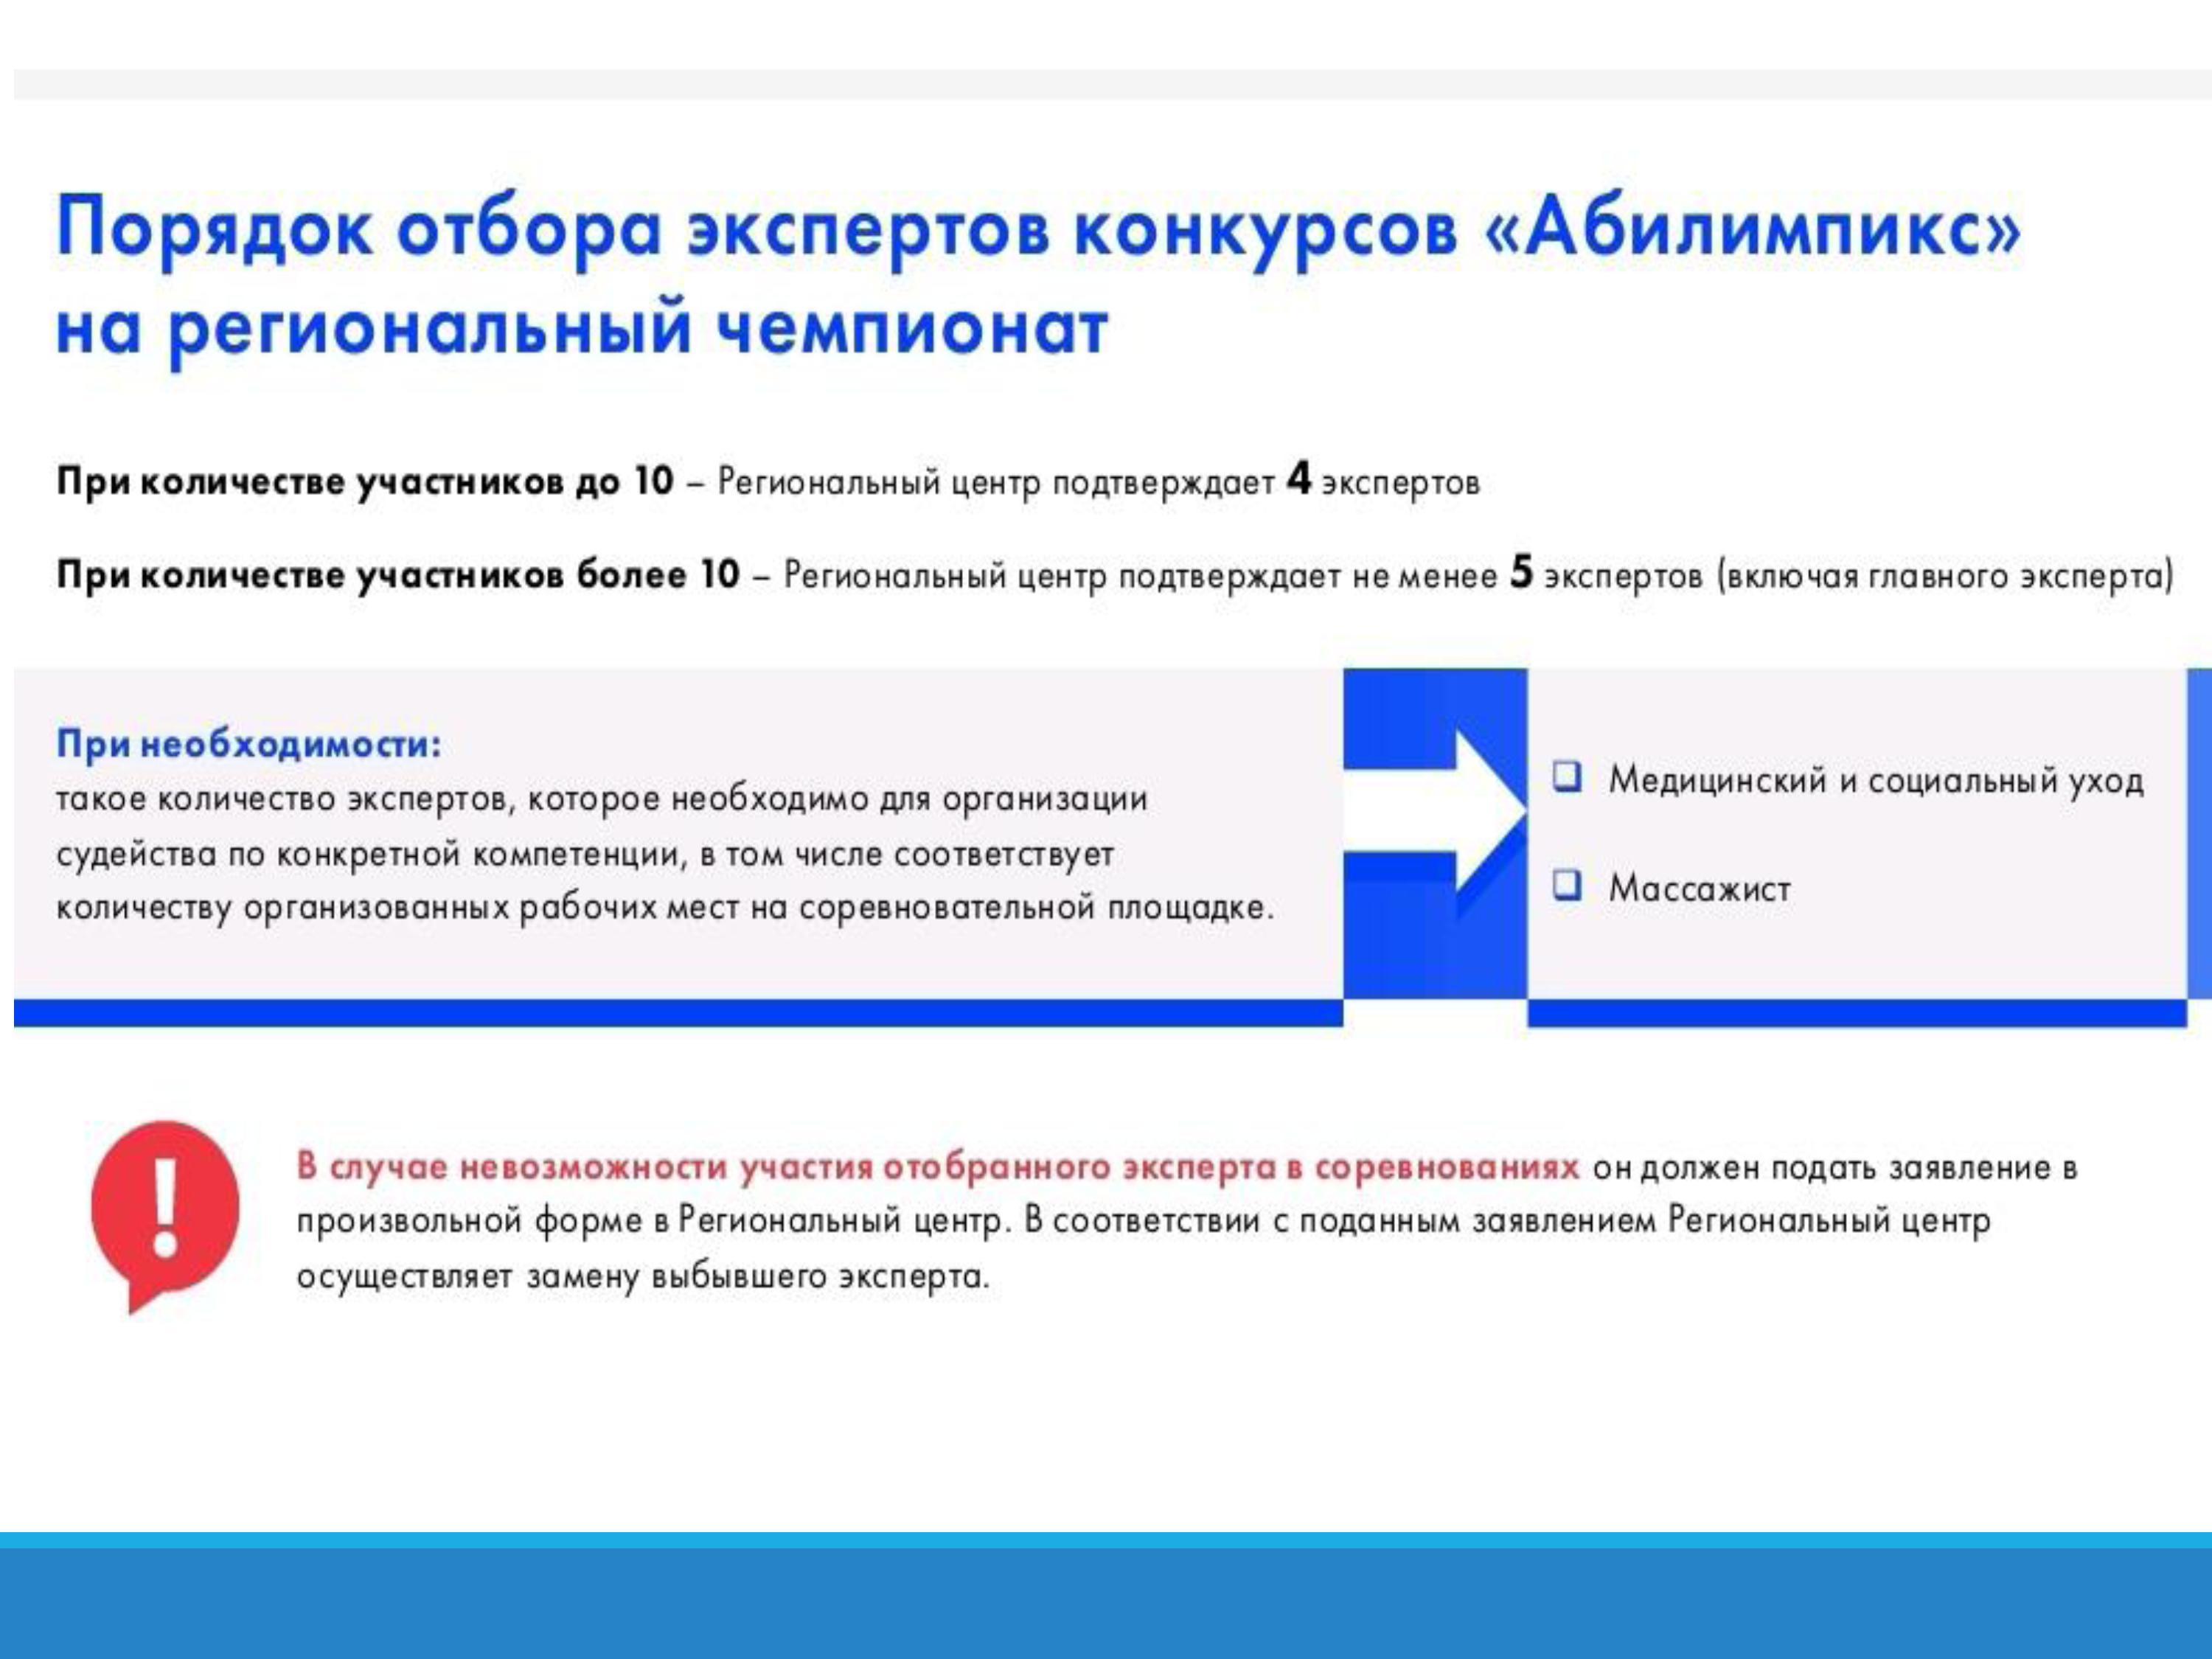 Порядок отбора экспертов конкурсов «Абилимпикс»
на региональный чемпионат
При количестве участников до 10 – Региональный центр подтверждает 4 экспертов
При количестве участников более 10 – Региональный центр подтверждает не менее 5 экспертов (включая главного эксперта)
При необходимости:
такое количество экспертов, которое необходимо для организации
судейства по конкретной компетенции, в том числе соответствует
количеству организованных рабочих мест на соревновательной площадке.
Медицинский и социальный уход
Массажист
В случае невозможности участия отобранного эксперта в соревнованиях он должен подать заявление в
произвольной форме в Региональный центр. В соответствии с поданным заявлением Региональный центр
осуществляет замену выбывшего эксперта.